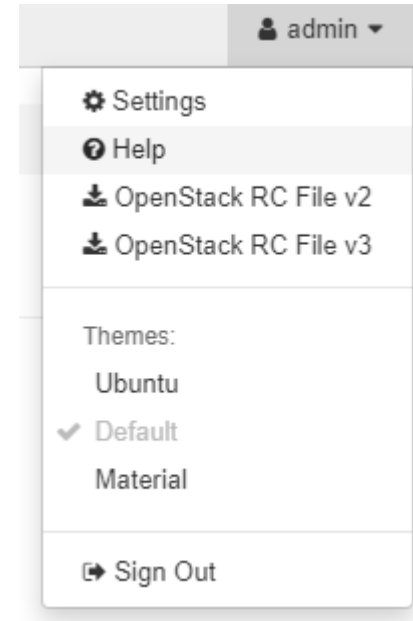 admin
Settings
Help
OpenStack RC File v2
OpenStack RC File v3
Themes:
Ubuntu
Default
Material
Sign Out